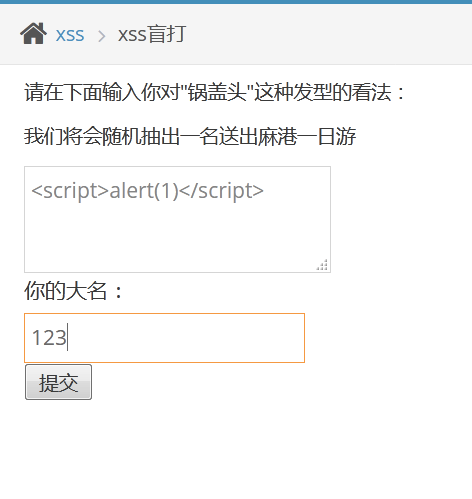 xss > xss盲打
请在下面输入你对"锅盖头"这种发型的看法：
我们将会随机抽出一名送出麻港一日游
<script>alert(1)</script>
你的大名：
123
提交